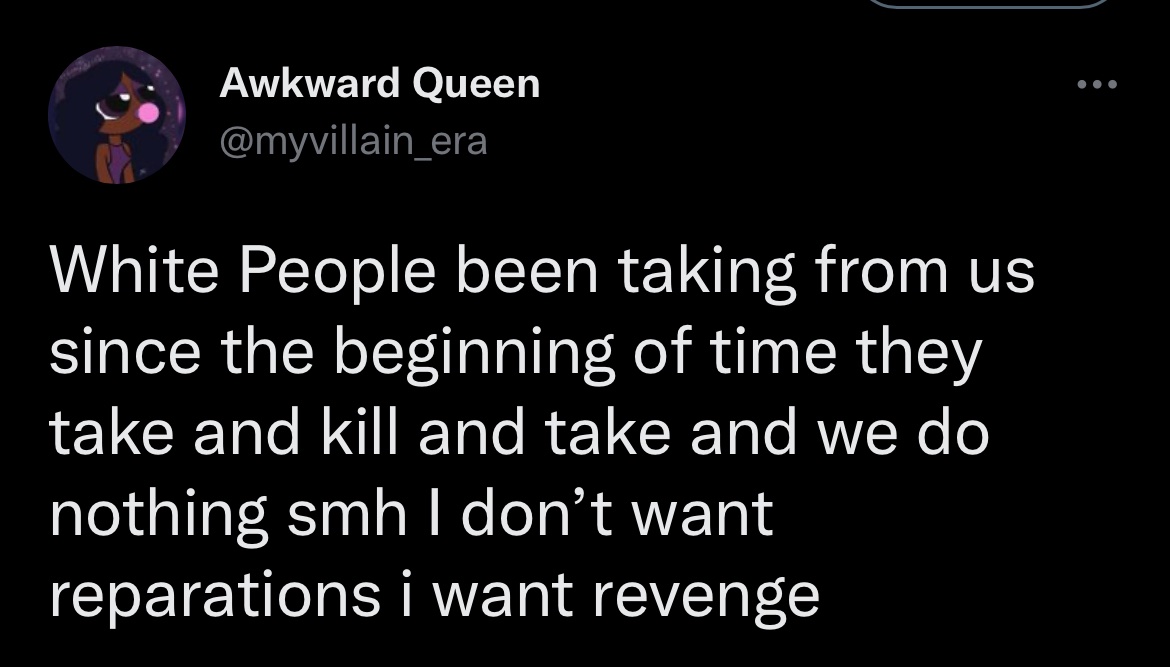 Awkward Queen
@myvillain_era
White People been taking from us
since the beginning of time they
take and kill and take and we do
nothing smh I don’t want
reparations i want revenge